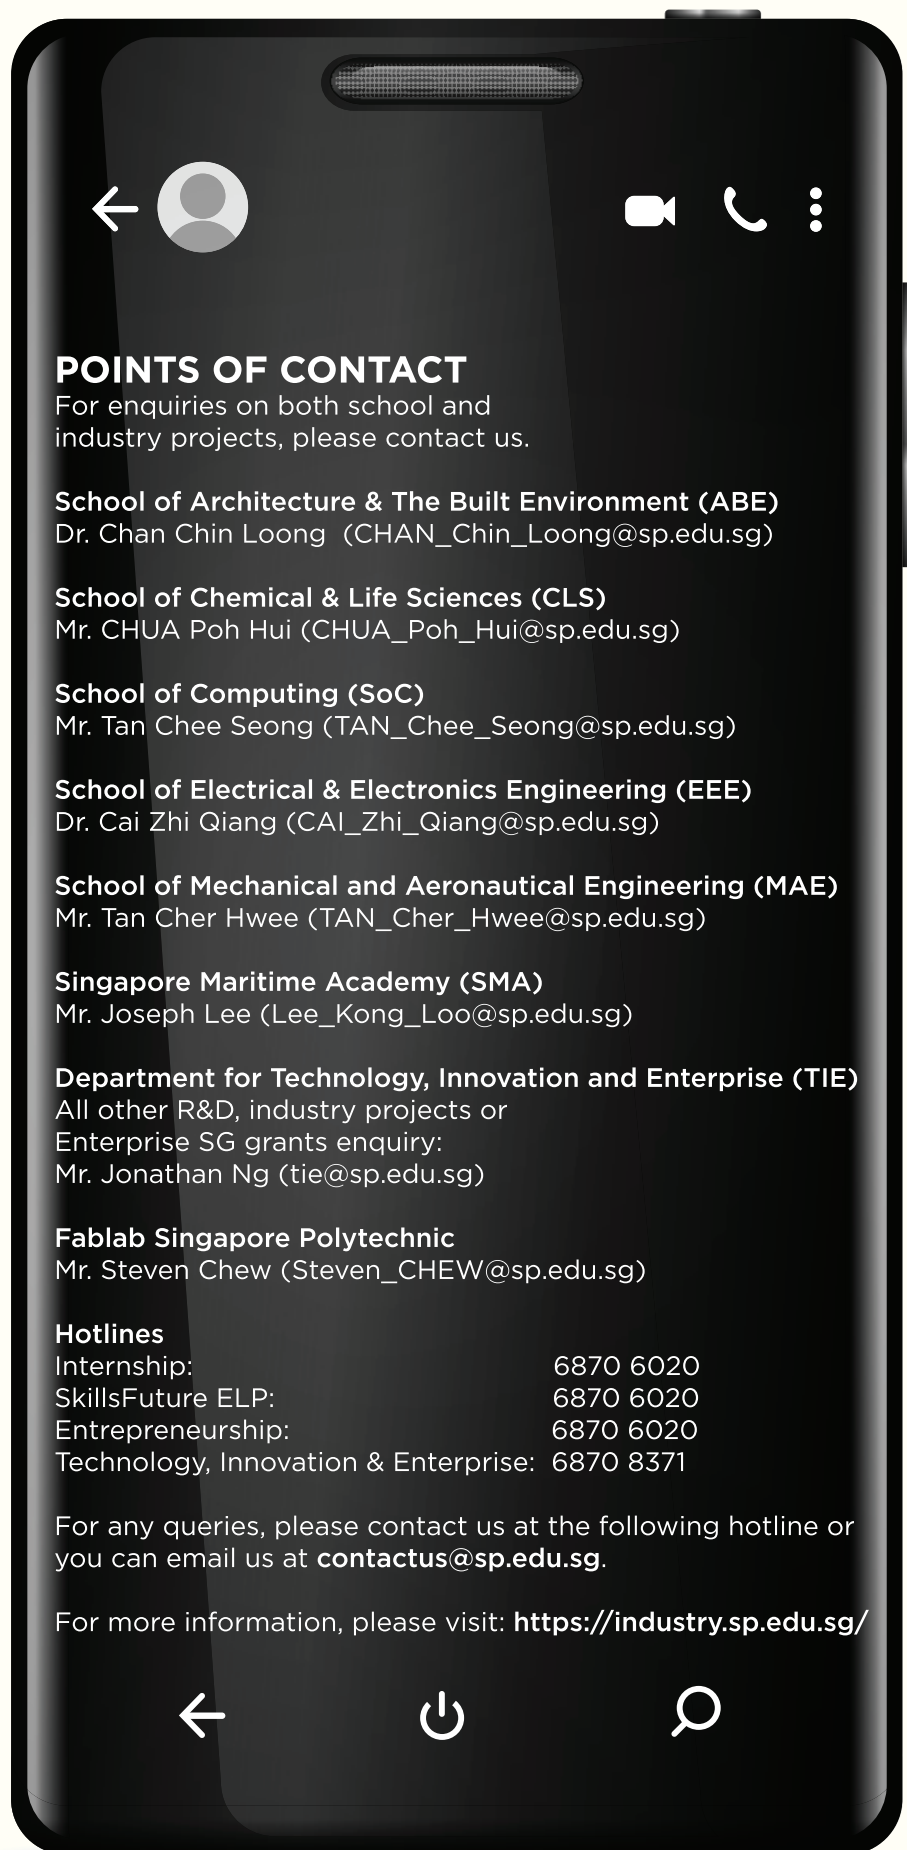 POINTS OF CONTACT
For enquiries on both school and
industry projects, please contact us.
School of Architecture & The Built Environment (ABE)
Dr. Chan Chin Loong  (CHAN_Chin_Loong@sp.edu.sg)
School of Chemical & Life Sciences (CLS)
Mr. CHUA Poh Hui (CHUA_Poh_Hui@sp.edu.sg)
School of Computing (SoC)
Mr. Tan Chee Seong (TAN_Chee_Seong@sp.edu.sg)
School of Electrical & Electronics Engineering (EEE)
Dr. Cai Zhi Qiang (CAI_Zhi_Qiang@sp.edu.sg)
School of Mechanical and Aeronautical Engineering (MAE)
Mr. Tan Cher Hwee (TAN_Cher_Hwee@sp.edu.sg)
Singapore Maritime Academy (SMA)
Mr. Joseph Lee (Lee_Kong_Loo@sp.edu.sg)
Department for Technology, Innovation and Enterprise (TIE)
All other R&D, industry projects or
Enterprise SG grants enquiry:
Mr. Jonathan Ng (tie@sp.edu.sg)
Fablab Singapore Polytechnic
Mr. Steven Chew (Steven_CHEW@sp.edu.sg)
Hotlines
Internship: 6870 6020
SkillsFuture ELP: 6870 6020
Entrepreneurship: 6870 6020
Technology, Innovation & Enterprise: 6870 8371
For any queries, please contact us at the following hotline or
you can email us at contactus@sp.edu.sg.
For more information, please visit: https://industry.sp.edu.sg/